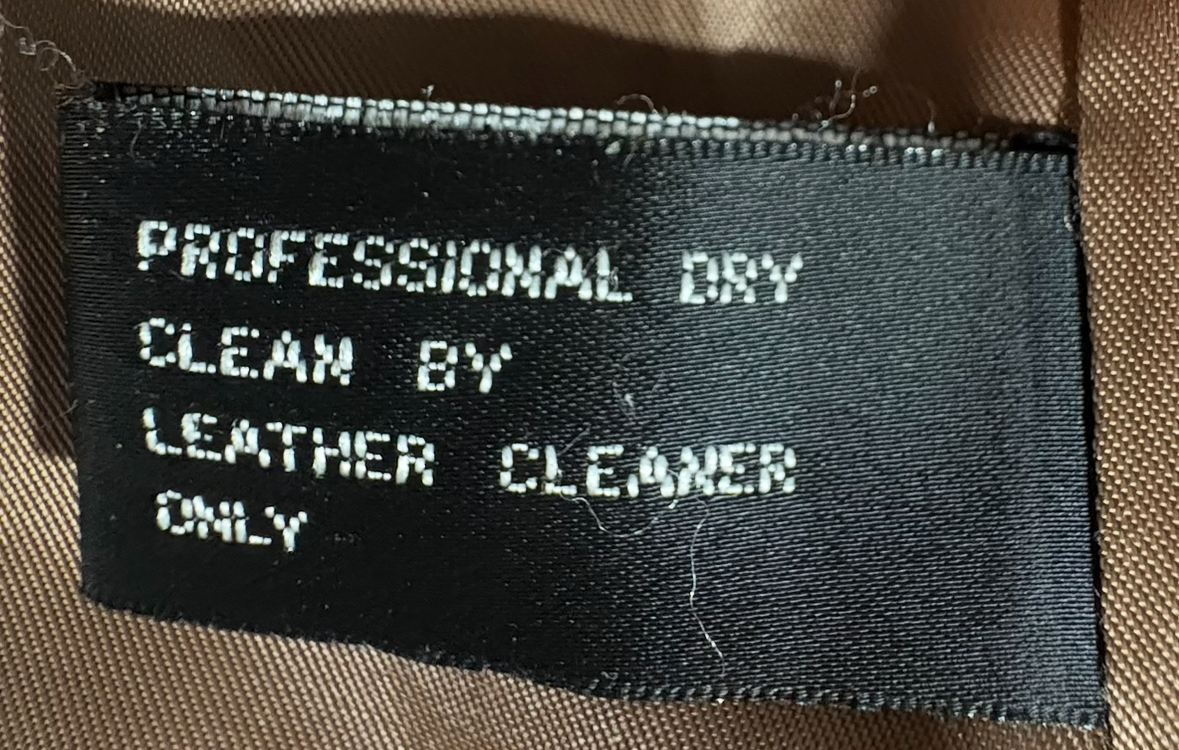 PROFESSIONAL DRY
CLEAN BY
LEATHER CLEANER
ONLY